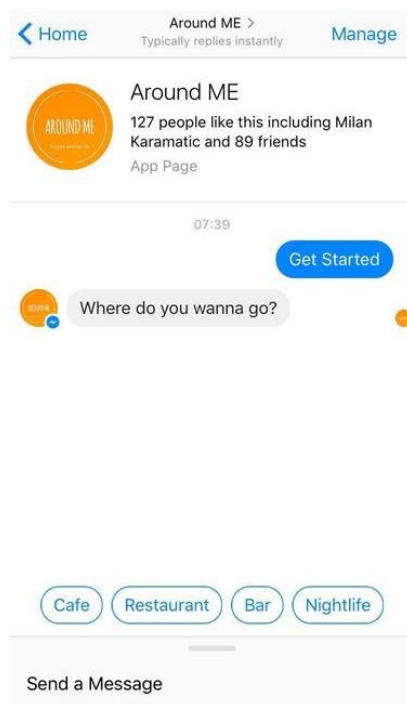 Home
Around ME
Typically replies instantly
Manage
AROUND ME
Around ME
127 people like this including Milan
Karamatic and 89 friends
App Page
07:39
Get Started
Where do you wanna go?
Cafe
Restaurant
Bar
Nightlife
Send a Message